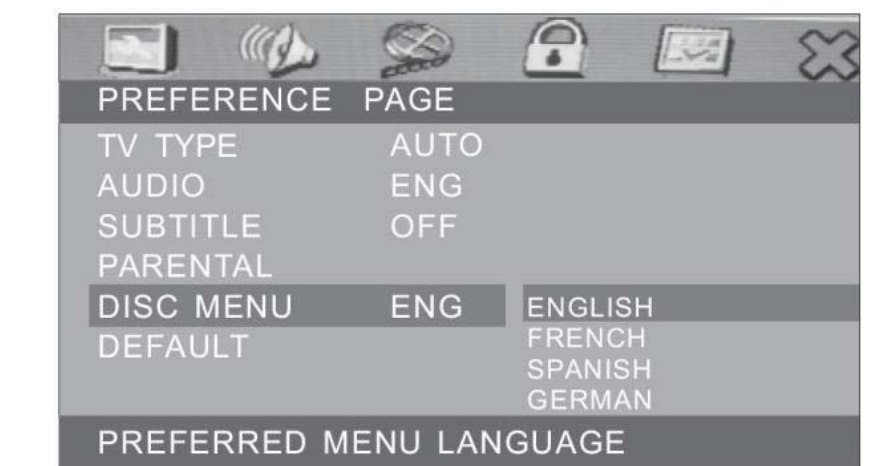 PREFERENCE PAGE
TV TYPE AUTO
AUDIO ENG
SUBTITLE OFF
PARENTAL
DISC MENU ENG ENGLISH
DEFAULT FRENCH
SPANISH
GERMAN
PREFERRED MENU LANGUAGE